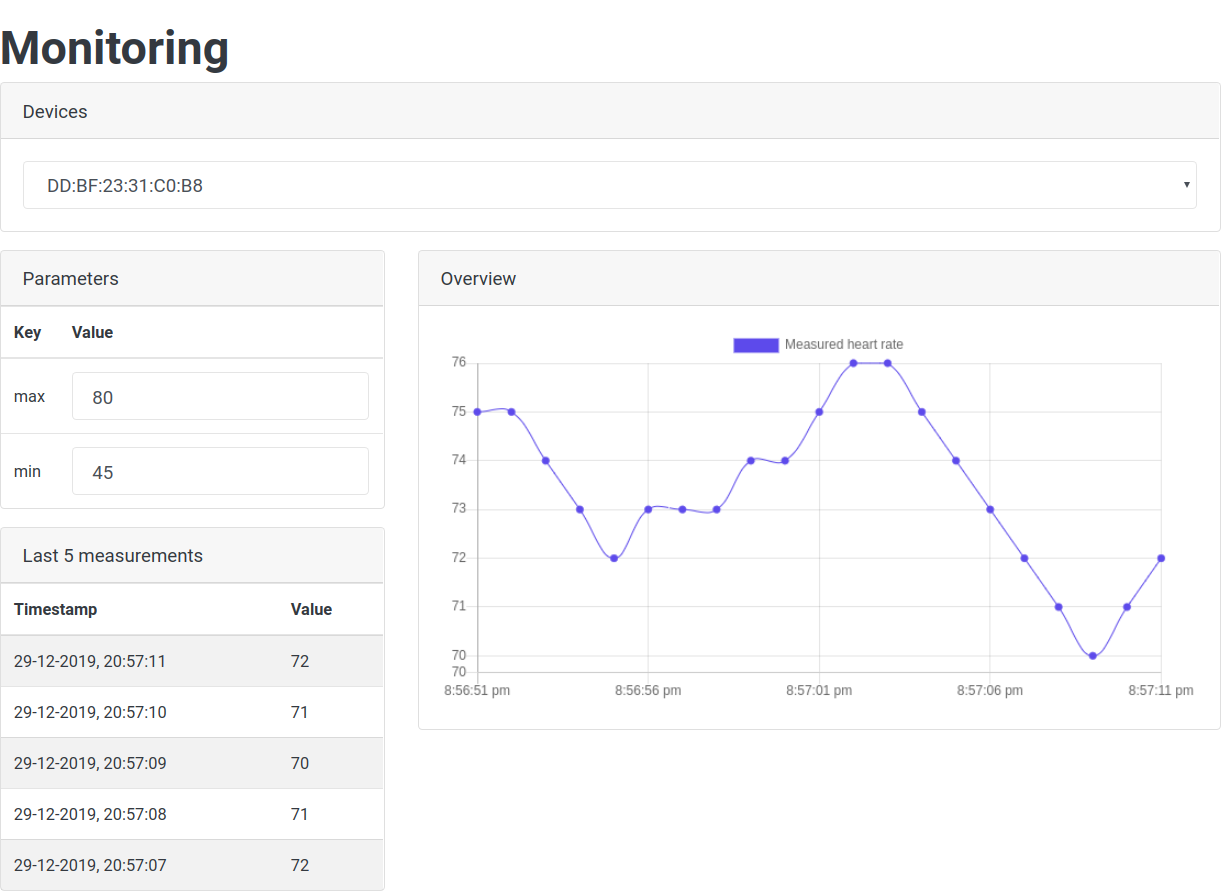 Monitoring
Devices
DD:BF:23:31:C0:B8
Parameters
Key Value
max 80
min 45
Last 5 measurements
Timestamp Value
29-12-2019, 20:57:11 72
29-12-2019, 20:57:10 71
29-12-2019, 20:57:09 70
29-12-2019, 20:57:08 71
29-12-2019, 20:57:07 72
Overview
Measured heart rate
76
75
74
73
72
71
70
70
8:56:51 pm 8:56:56 pm 8:57:01 pm 8:57:06 pm 8:57:11 pm